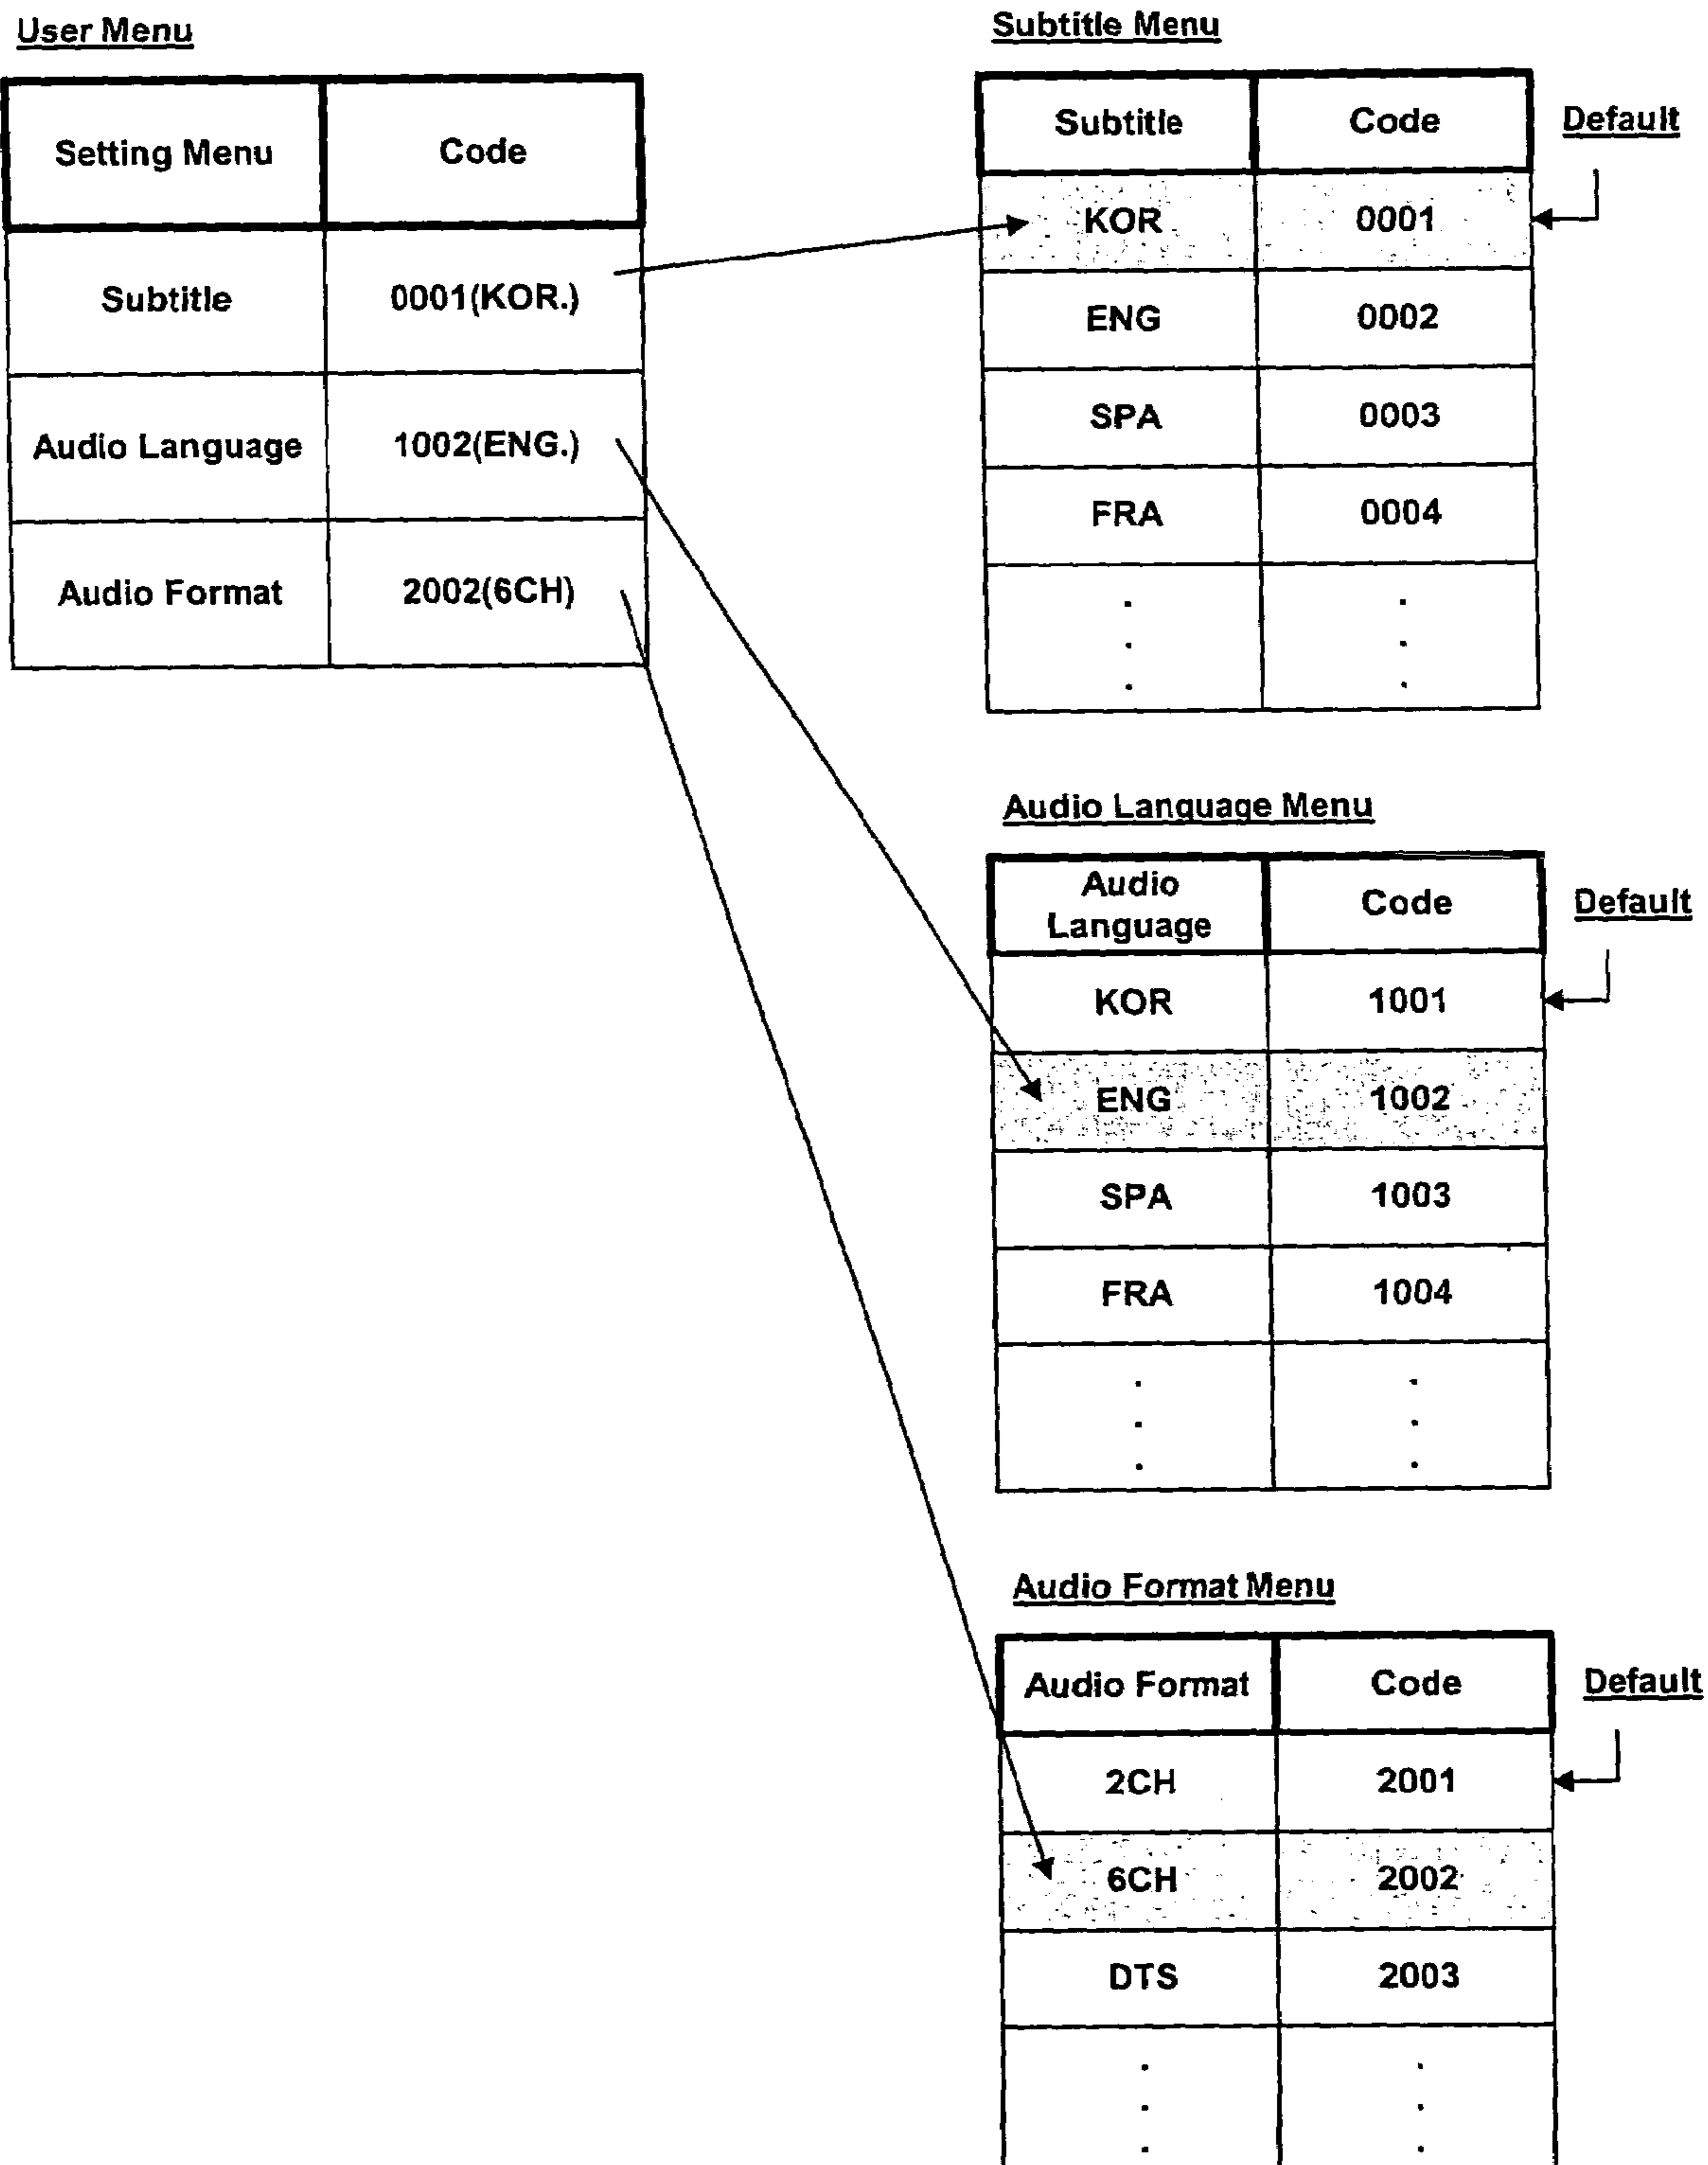 User Menu
Setting Menu Code
Subtitle 0001(KOR.)
Audio Language 1002(ENG.)
Audio Format 2002(6CH)
Subtitle Menu
Subtitle Code Default
KOR 0001
ENG 0002
SPA 0003
FRA 0004
. .
. .
. .
Audio Language Menu
Audio
Language Code Default
KOR 1001
ENG 1002
SPA 1003
FRA 1004
. .
. .
. .
Audio Format Menu
Audio Format Code Default
2CH 2001
6CH 2002
DTS 2003
. .
. .
. .